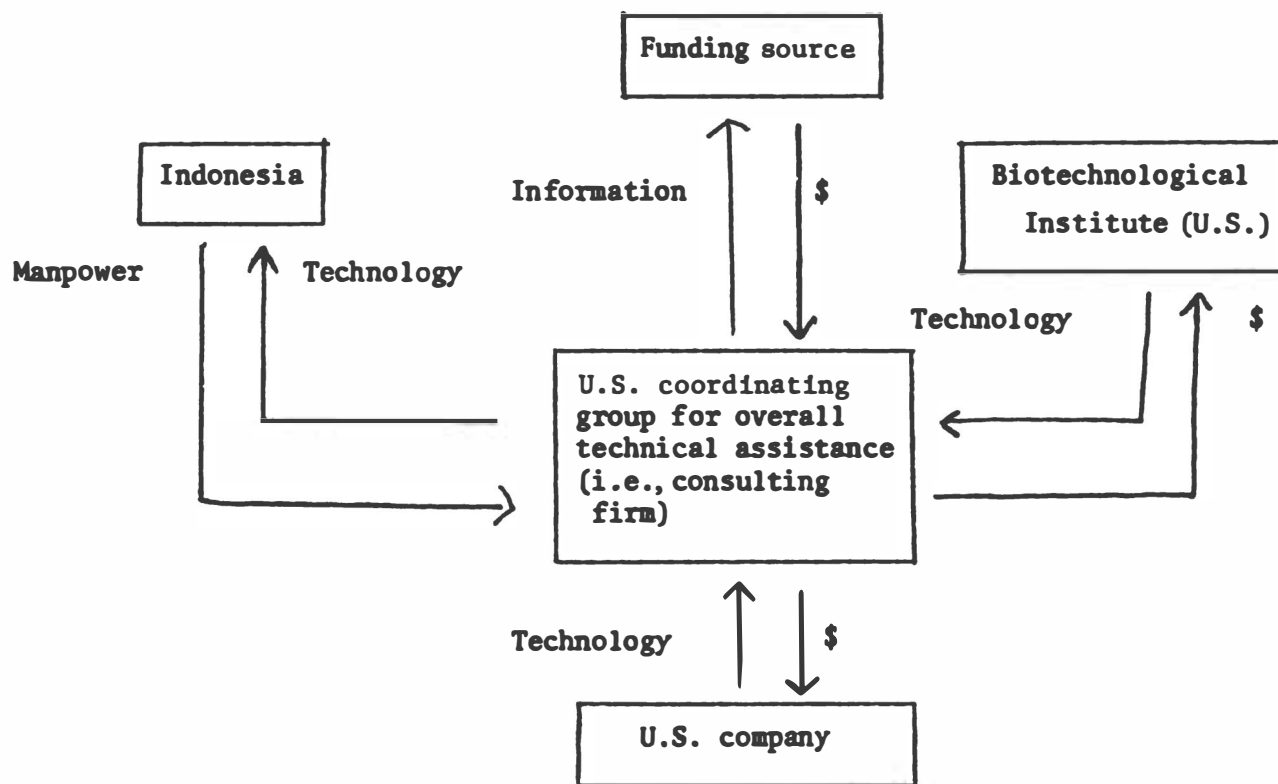 Funding source
Indonesia
Biotechnological
Institute (U.S.)
Information
$
Manpower
Technology
Technology
$
U.S. coordinating
group for overall
technical assistance
(i.e., consulting
firm)
Technology
$
U.S. company